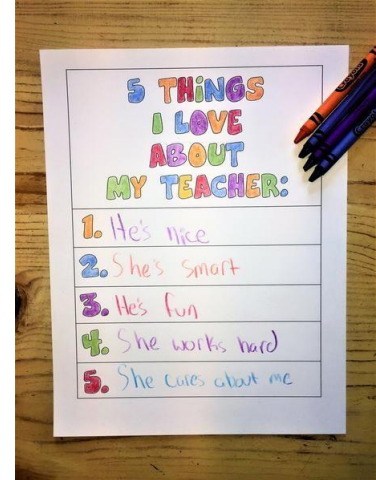 5 THiNGS
I LOVE
ABOUT
MY TEACHER:
1. He's nice
2. She's smart
3. He's fun
4. She works hard
5. She cares about me
Crayola